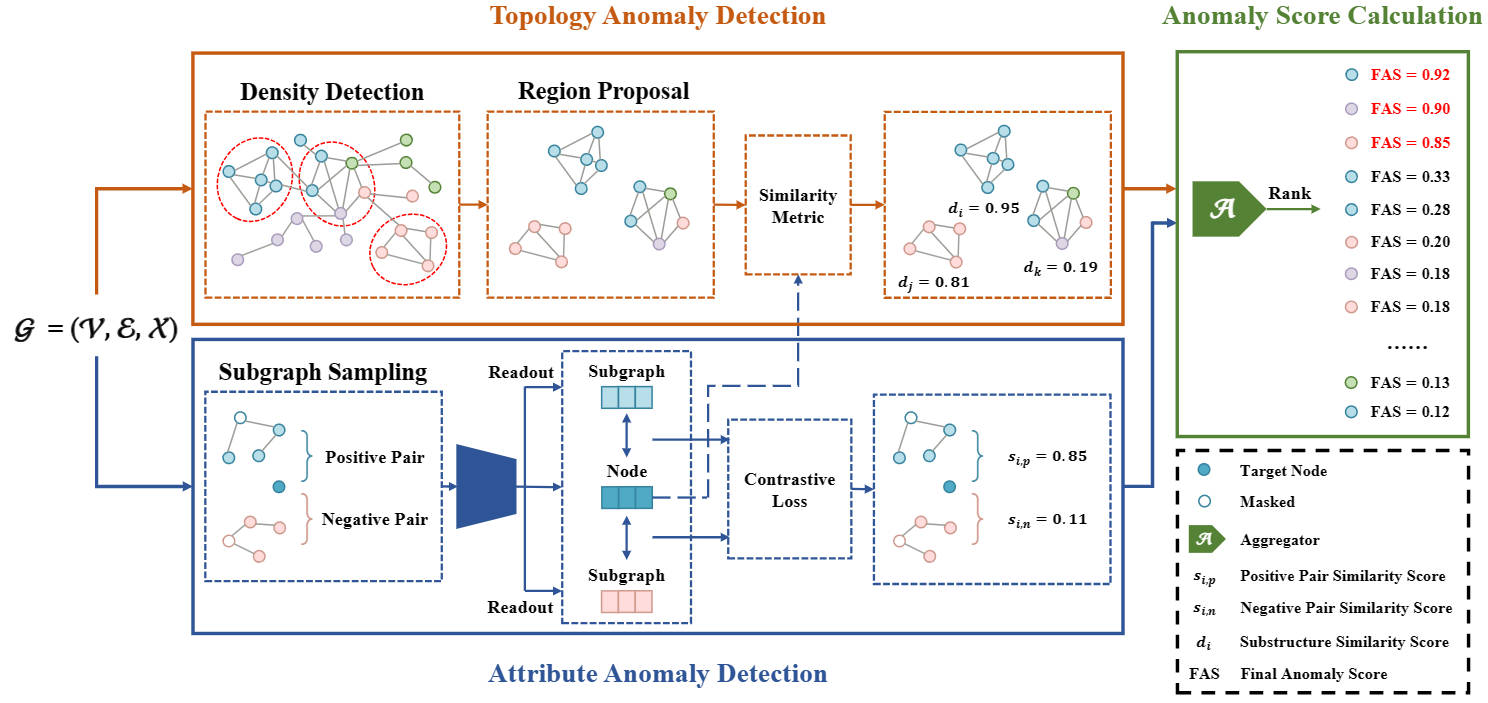 Topology Anomaly Detection
Anomaly Score Calculation
Density Detection
Region Proposal
Similarity
Metric
d_i = 0.95
d_k = 0.19
d_j = 0.81
𝒢 = (𝒱, ℰ, 𝒳)
𝒜
Rank
FAS = 0.92
FAS = 0.90
FAS = 0.85
FAS = 0.33
FAS = 0.28
FAS = 0.20
FAS = 0.18
FAS = 0.18
......
FAS = 0.13
FAS = 0.12
Subgraph Sampling
Positive Pair
Negative Pair
Readout
Readout
Subgraph
Node
Subgraph
Contrastive
Loss
s_{i,p} = 0.85
s_{i,n} = 0.11
Attribute Anomaly Detection
Target Node
Masked
𝒜 Aggregator
s_{i,p} Positive Pair Similarity Score
s_{i,n} Negative Pair Similarity Score
d_i Substructure Similarity Score
FAS Final Anomaly Score